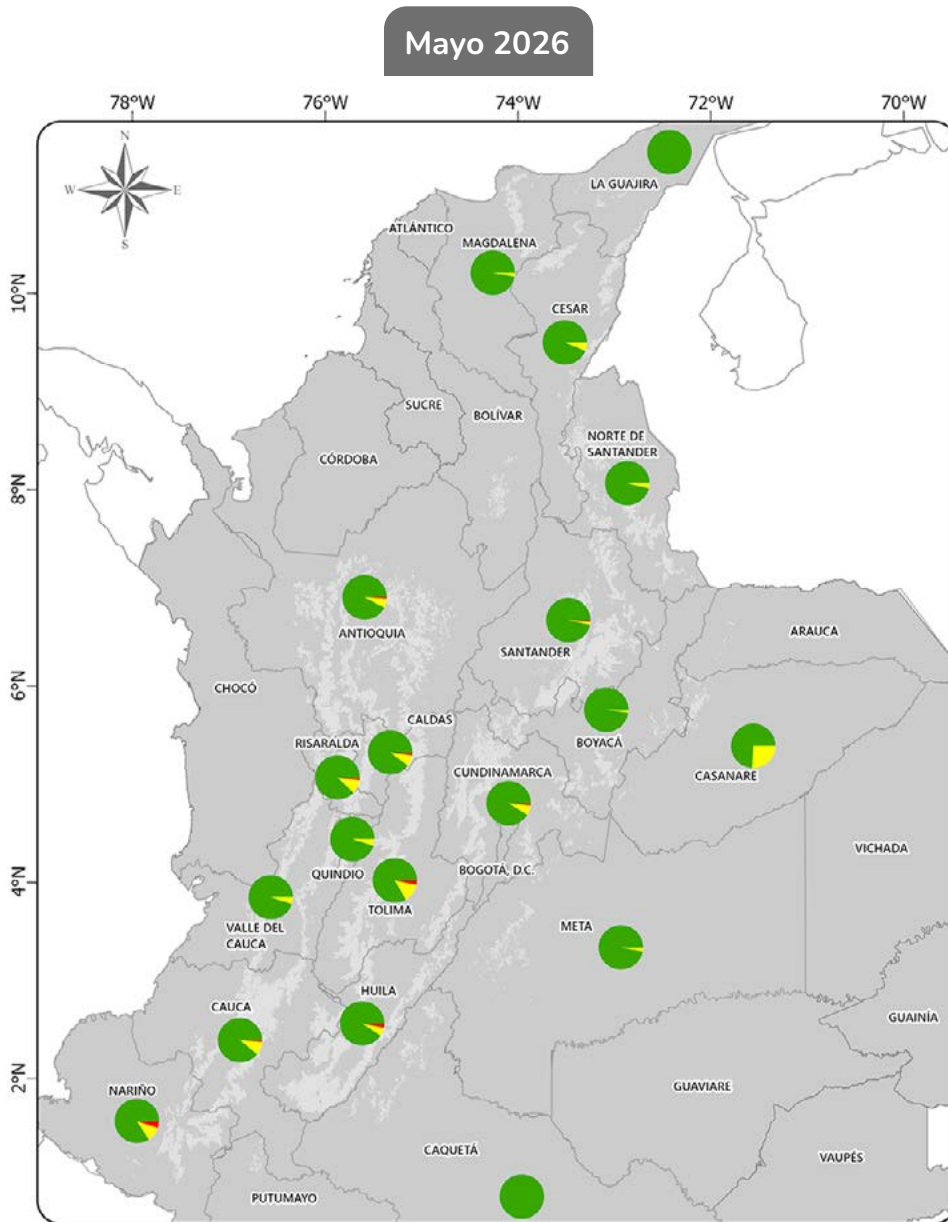 Mayo 2026
78°W
76°W
74°W
72°W
70°W
N
W
E
S
10°N
8°N
6°N
4°N
2°N
LA GUAJIRA
ATLÁNTICO
MAGDALENA
CESAR
SUCRE
BOLÍVAR
NORTE DE
SANTANDER
CÓRDOBA
ANTIOQUIA
SANTANDER
ARAUCA
CHOCÓ
CALDAS
BOYACÁ
RISARALDA
CUNDINAMARCA
CASANARE
VICHADA
QUINDIO
BOGOTÁ, D.C.
TOLIMA
VALLE DEL
CAUCA
META
HUILA
CAUCA
GUAINÍA
NARIÑO
GUAVIARE
CAQUETÁ
VAUPÉS
PUTUMAYO